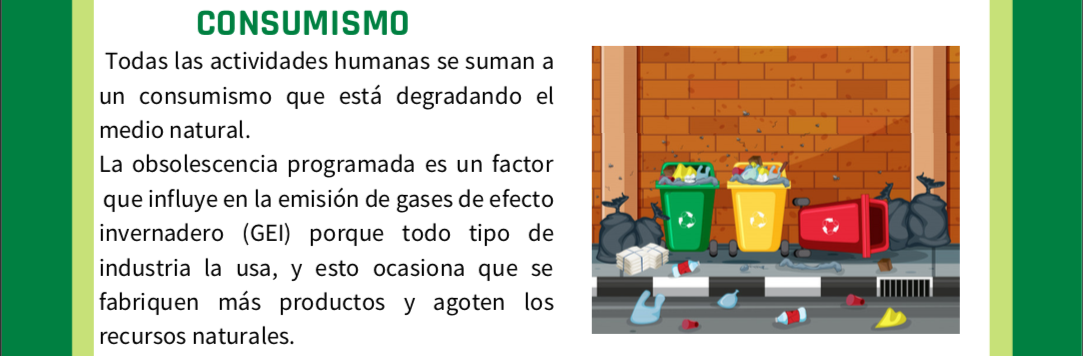 CONSUMISMO
Todas las actividades humanas se suman a
un consumismo que está degradando el
medio natural.
La obsolescencia programada es un factor
que influye en la emisión de gases de efecto
invernadero (GEI) porque todo tipo de
industria la usa, y esto ocasiona que se
fabriquen más productos y agoten los
recursos naturales.